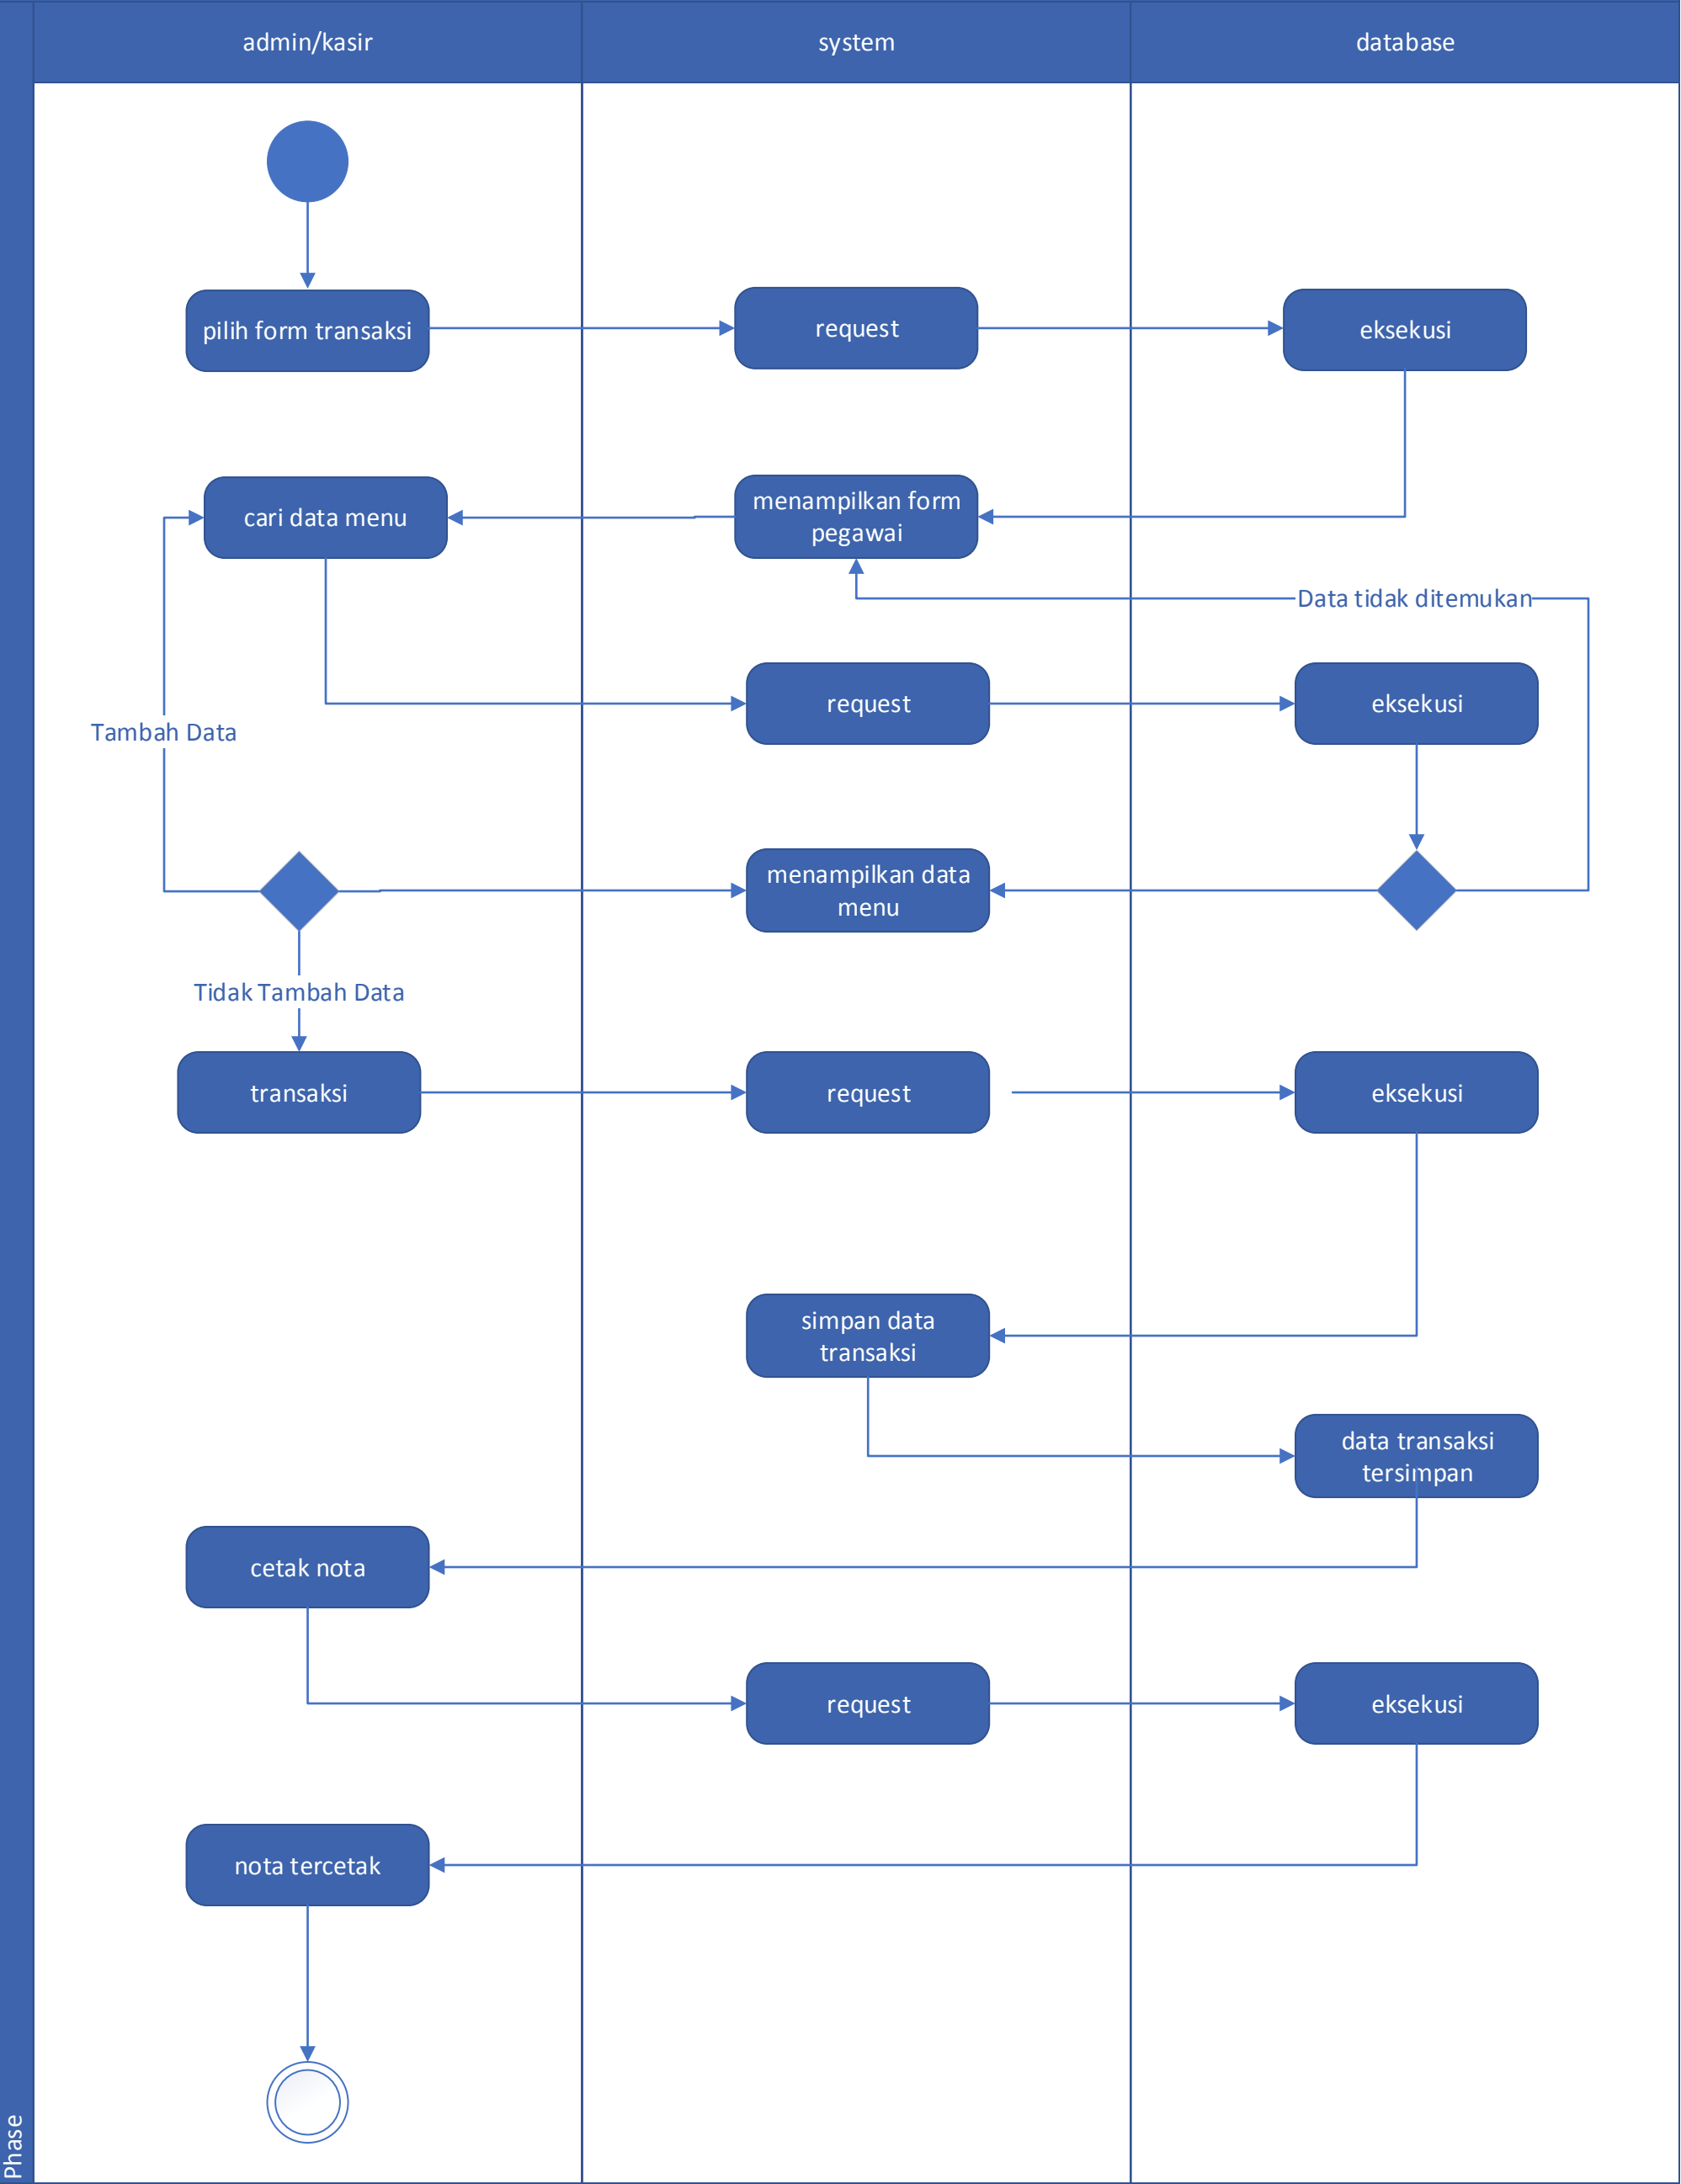 admin/kasir
system
database
pilih form transaksi
request
eksekusi
cari data menu
menampilkan form
pegawai
Data tidak ditemukan
request
eksekusi
Tambah Data
menampilkan data
menu
Tidak Tambah Data
transaksi
request
eksekusi
simpan data
transaksi
data transaksi
tersimpan
cetak nota
request
eksekusi
nota tercetak
Phase